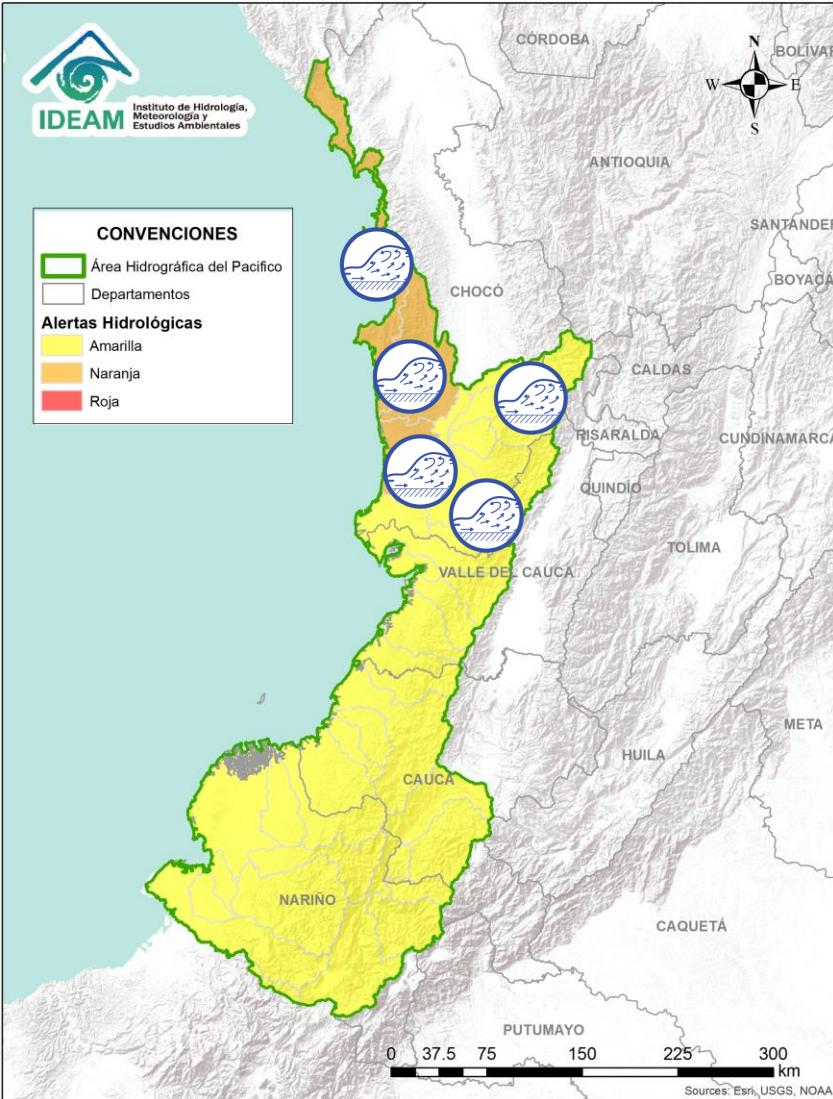 IDEAM
Instituto de Hidrología,
Meteorología y
Estudios Ambientales
N
W
E
S
CÓRDOBA
BOLÍVAR
ANTIOQUIA
SANTANDER
BOYACÁ
CHOCÓ
CALDAS
RISARALDA
CUNDINAMARCA
QUINDÍO
TOLIMA
VALLE DEL CAUCA
META
HUILA
CAUCA
NARIÑO
CAQUETÁ
PUTUMAYO
CONVENCIONES
Área Hidrográfica del Pacifico
Departamentos
Alertas Hidrológicas
Amarilla
Naranja
Roja
0 37.5 75 150 225 300
km
Sources: Esri, USGS, NOAA